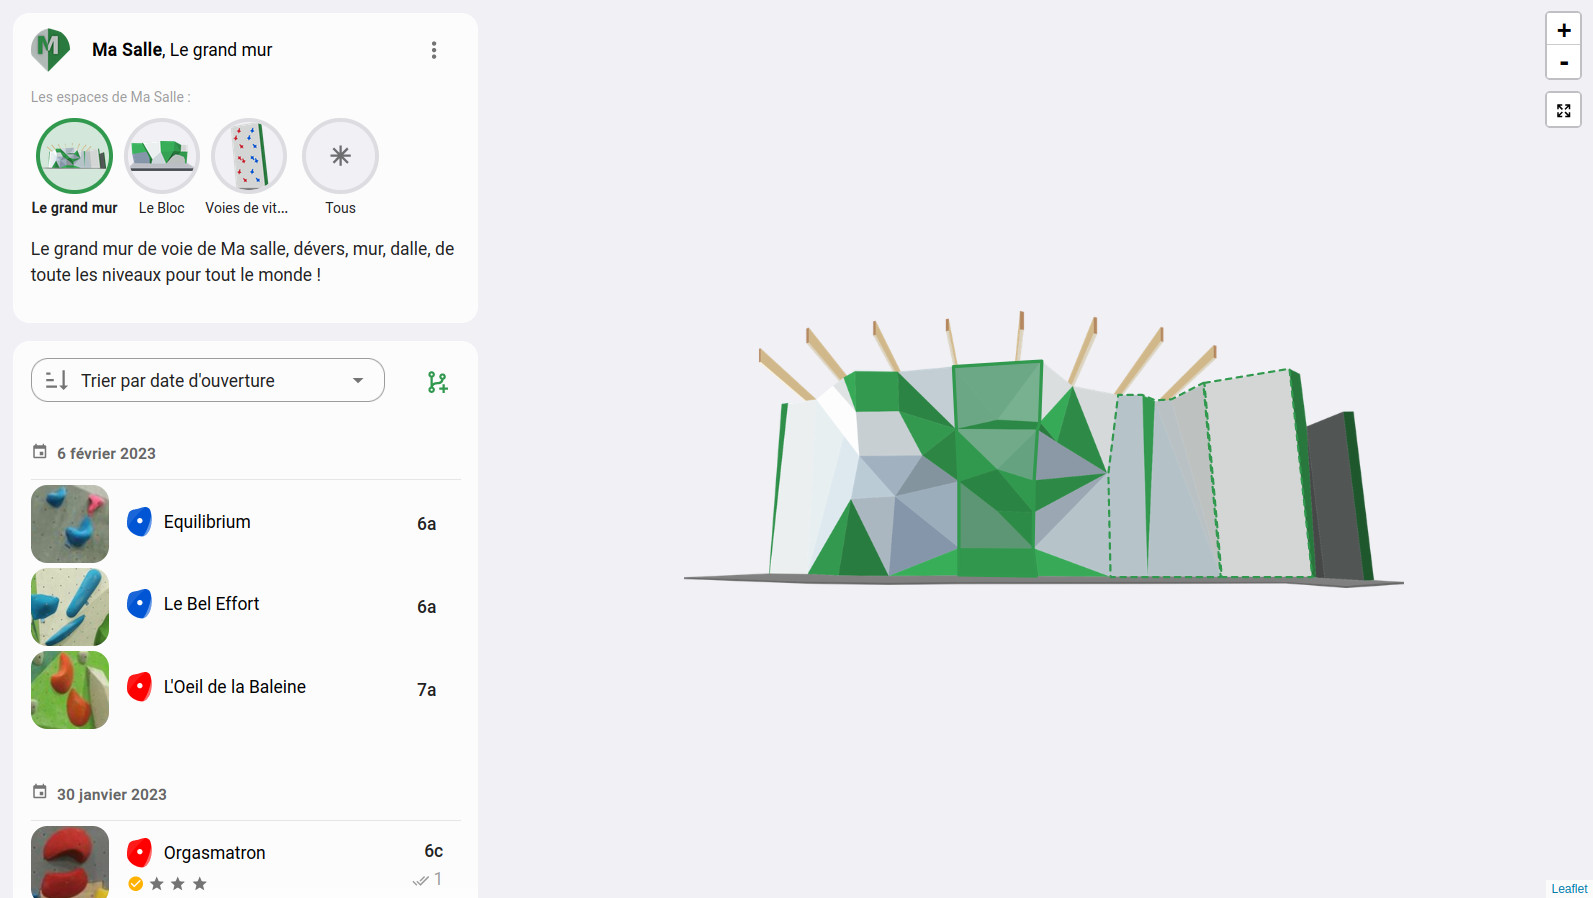 M
Ma Salle, Le grand mur
Les espaces de Ma Salle :
Le grand mur
Le Bloc
Voies de vit...
Tous
Le grand mur de voie de Ma salle, dévers, mur, dalle, de
toute les niveaux pour tout le monde !
Trier par date d'ouverture
6 février 2023
Equilibrium 6a
Le Bel Effort 6a
L'Oeil de la Baleine 7a
30 janvier 2023
Orgasmatron 6c
1
+
-
Leaflet